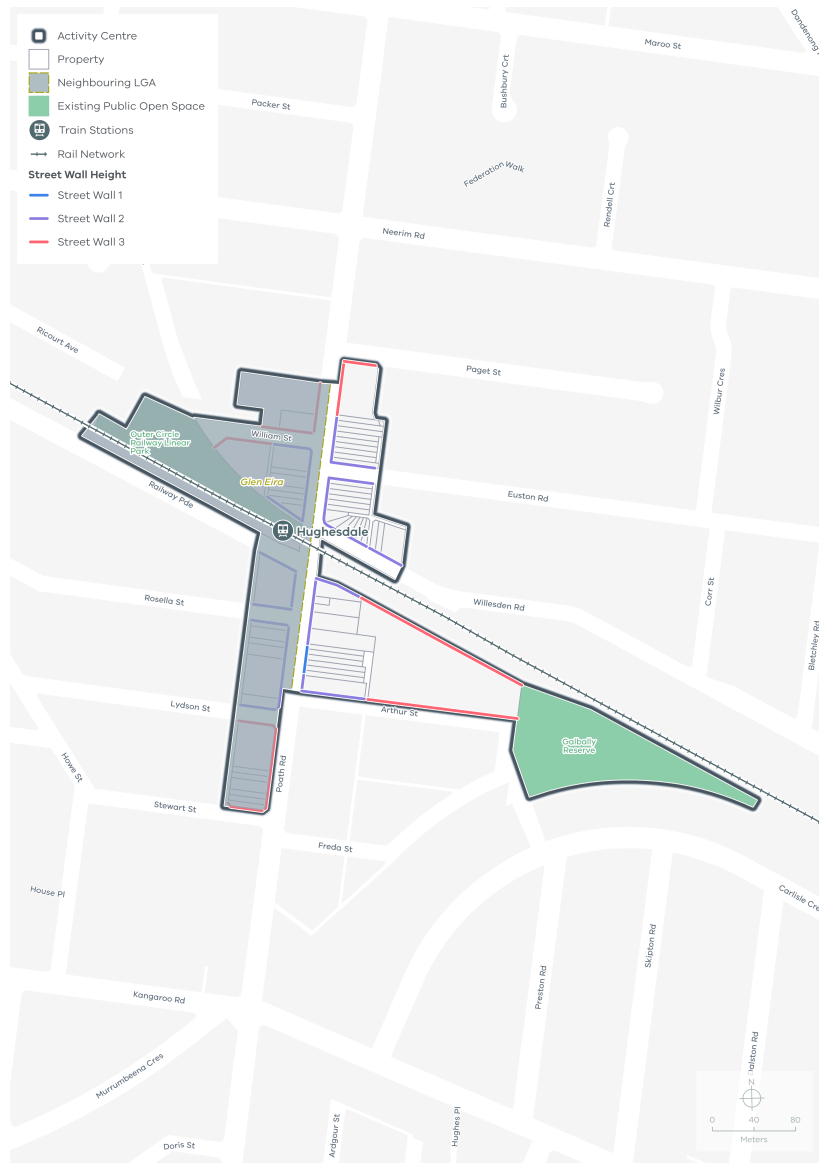 Activity Centre
Property
Neighbouring LGA
Existing Public Open Space
Train Stations
Rail Network
Street Wall Height
Street Wall 1
Street Wall 2
Street Wall 3
Dandenong
Maroo St
Bushbury Crt
Packer St
Federation Walk
Rendell Crt
Neerim Rd
Ricourt Ave
Paget St
Wilbur Cres
Outer Circle
Railway Linear
Park
William St
Glen Eira
Railway Pde
Euston Rd
Hughesdale
Rosella St
Willesden Rd
Corr St
Bletchley Rd
Lydson St
Arthur St
Galbally
Reserve
Howe St
Poath Rd
Stewart St
Freda St
House Pl
Carlisle Cre
Skipton Rd
Preston Rd
Kangaroo Rd
Murrumbeena Cres
alston Rd
Ardgour St
Hughes Pl
Doris St
N
0 40 80
Meters